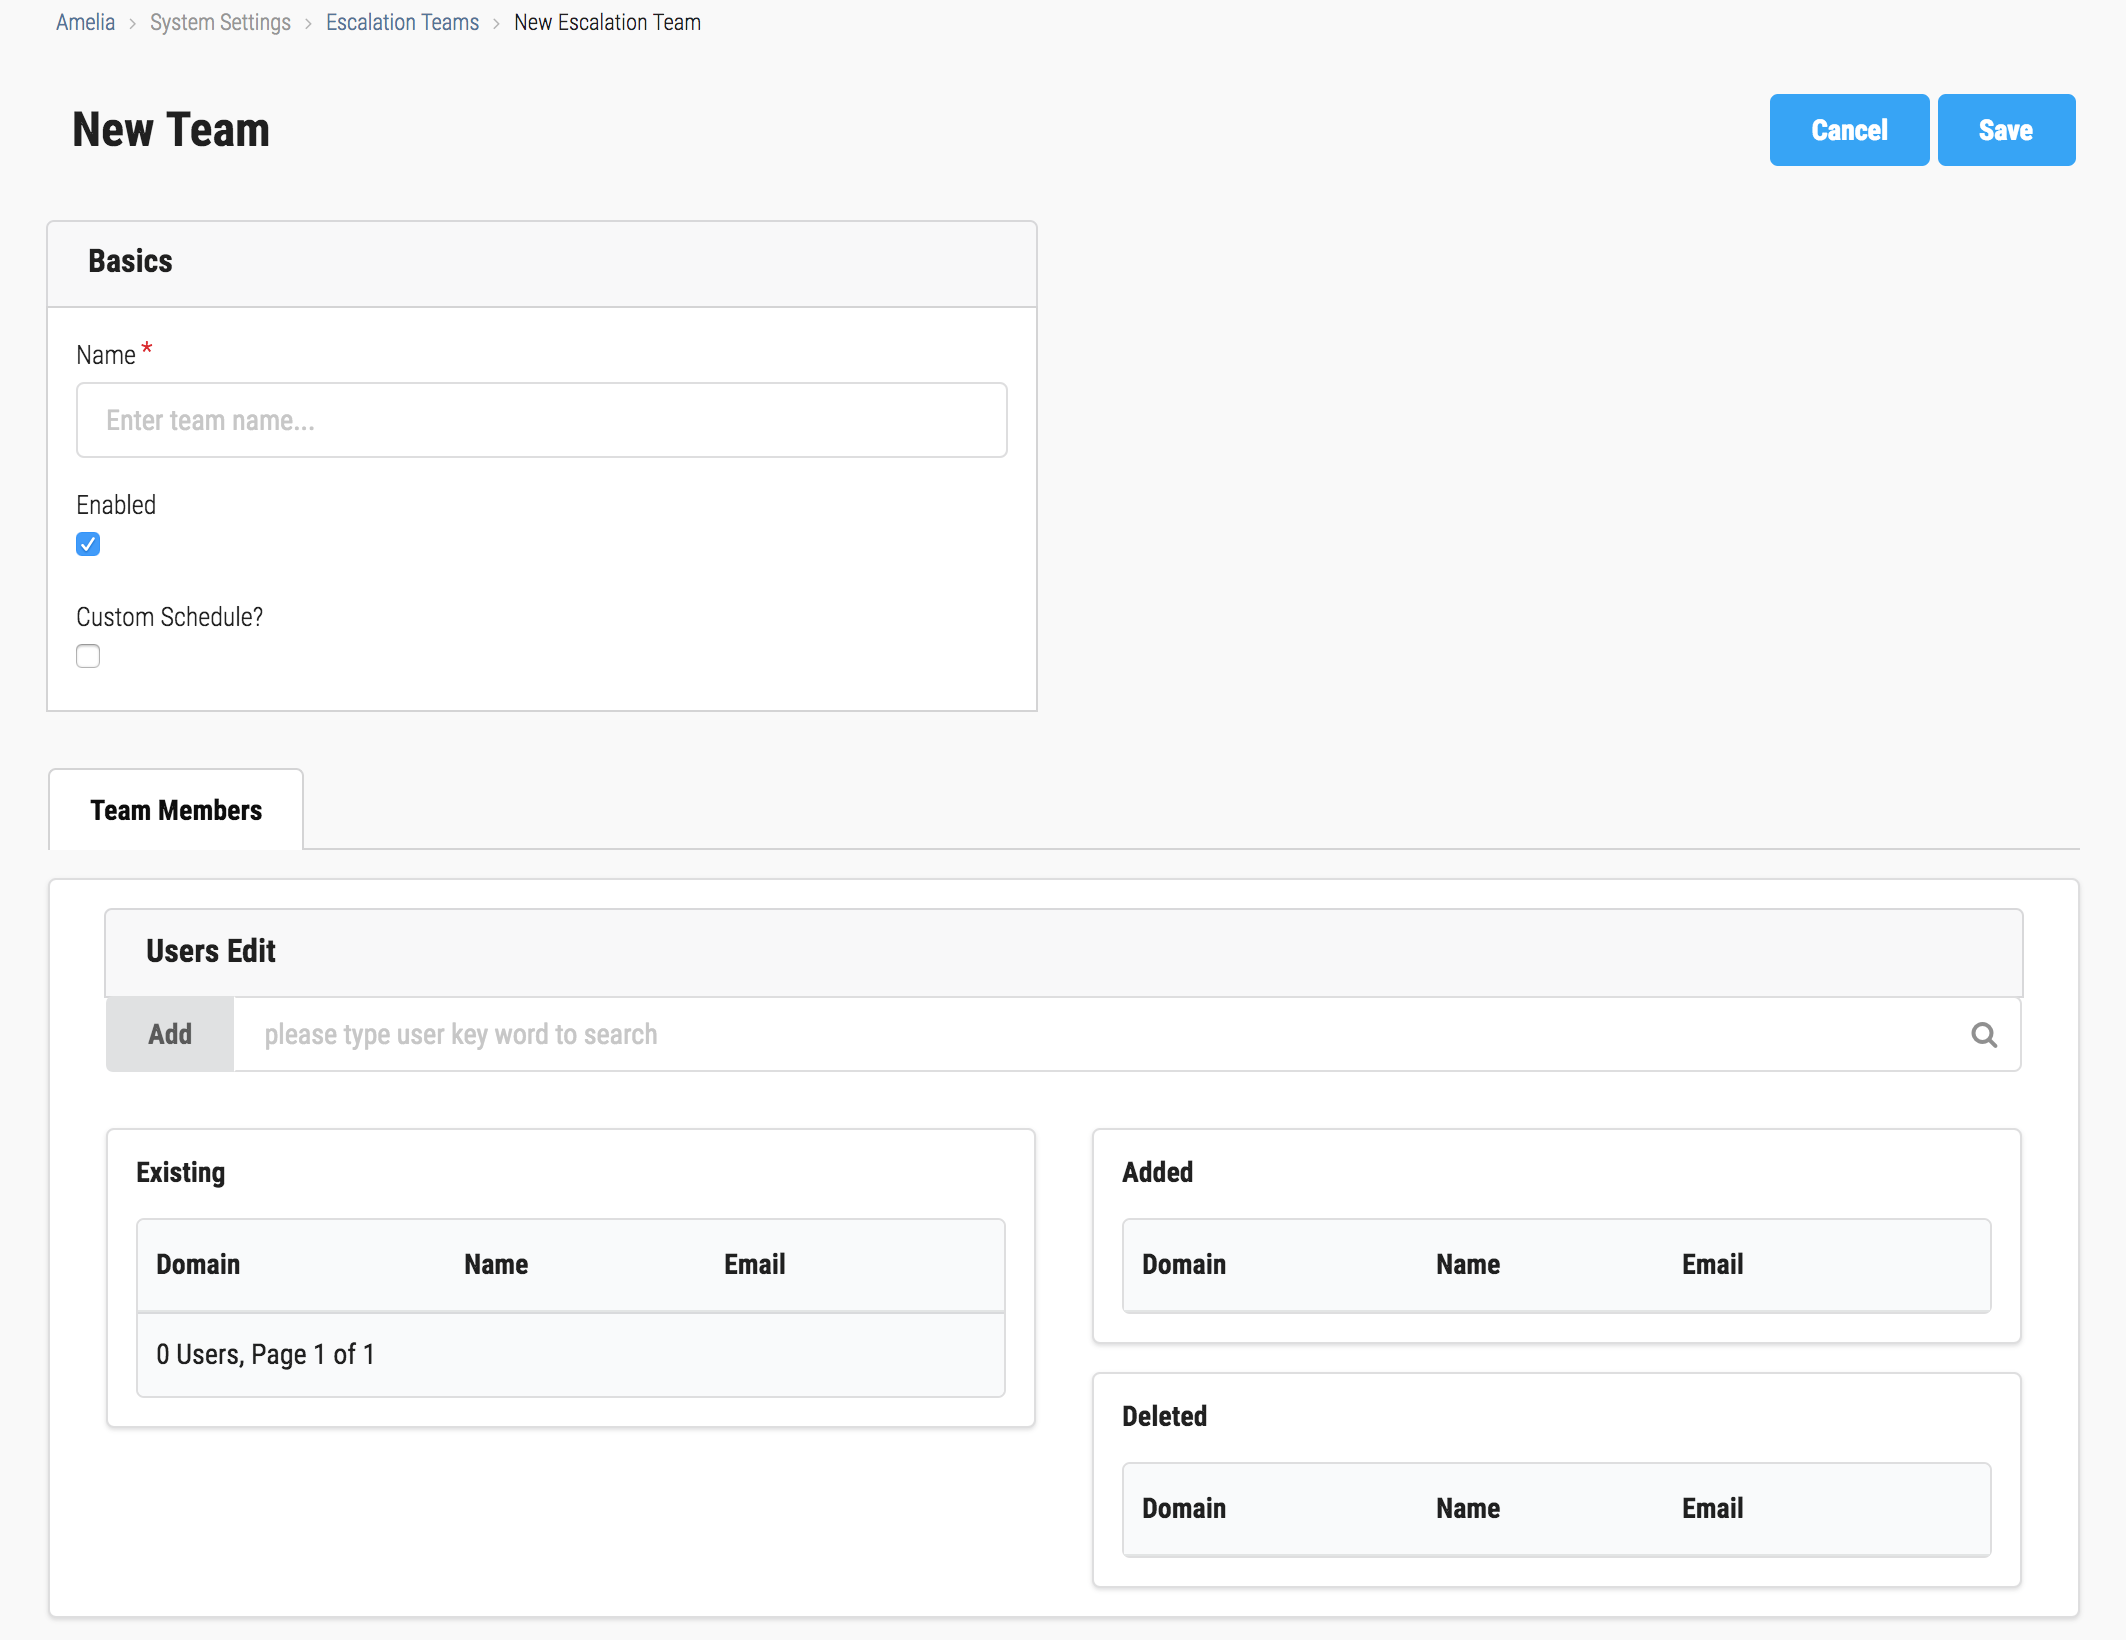 Amelia > System Settings > Escalation Teams > New Escalation Team
New Team
Cancel
Save
Basics
Name *
Enter team name...
Enabled
Custom Schedule?
Team Members
Users Edit
Add
please type user key word to search
Existing
Domain Name Email
0 Users, Page 1 of 1
Added
Domain Name Email
Deleted
Domain Name Email